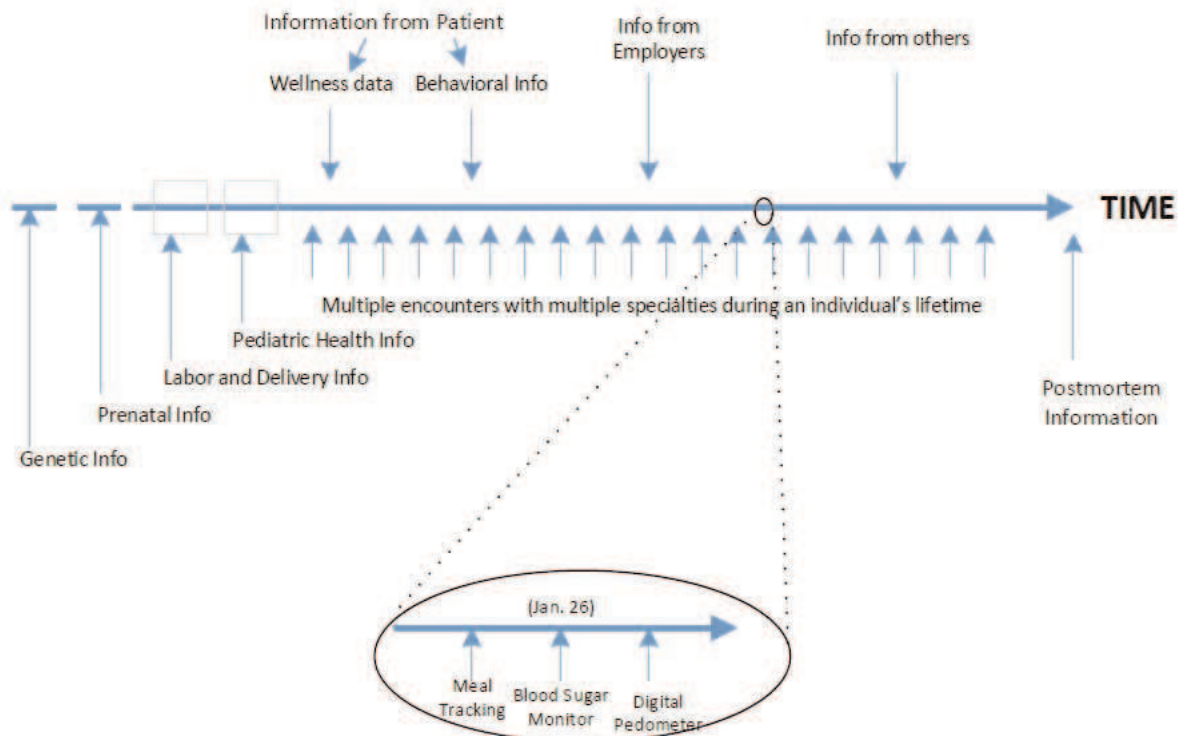 Information from Patient
Wellness data
Behavioral Info
Info from
Employers
Info from others
TIME
Multiple encounters with multiple specialties during an individual's lifetime
Pediatric Health Info
Labor and Delivery Info
Prenatal Info
Genetic Info
Postmortem
Information
(Jan. 26)
Meal
Tracking
Blood Sugar
Monitor
Digital
Pedometer